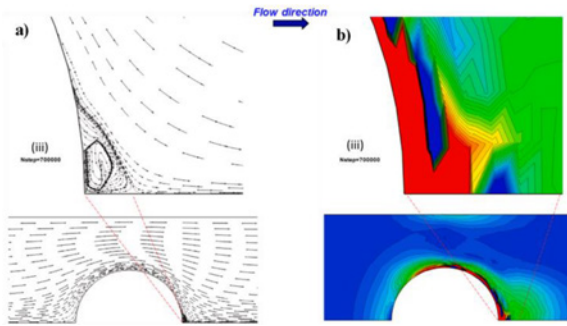 Flow direction
a)
b)
(iii)
Nstep=700000
(iii)
Nstep=700000